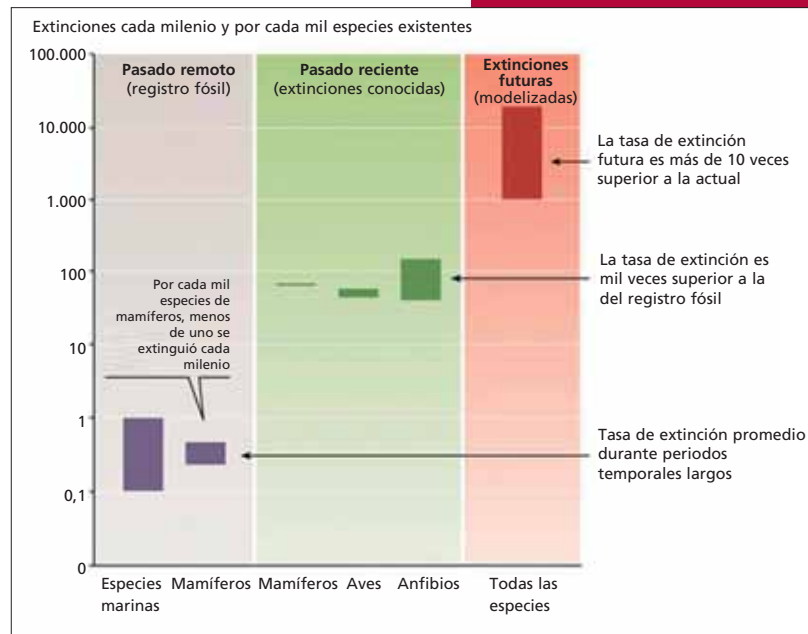 Extinciones cada milenio y por cada mil especies existentes
100.000
10.000
1.000
100
10
1
0,1
0
Pasado remoto
(registro fósil)
Pasado reciente
(extinciones conocidas)
Extinciones
futuras
(modelizadas)
La tasa de extinción
futura es más de 10 veces
superior a la actual
La tasa de extinción es
mil veces superior a la
del registro fósil
Por cada mil
especies de
mamíferos, menos
de uno se
extinguió cada
milenio
Tasa de extinción promedio
durante periodos
temporales largos
Especies
marinas
Mamíferos
Mamíferos
Aves
Anfibios
Todas las
especies